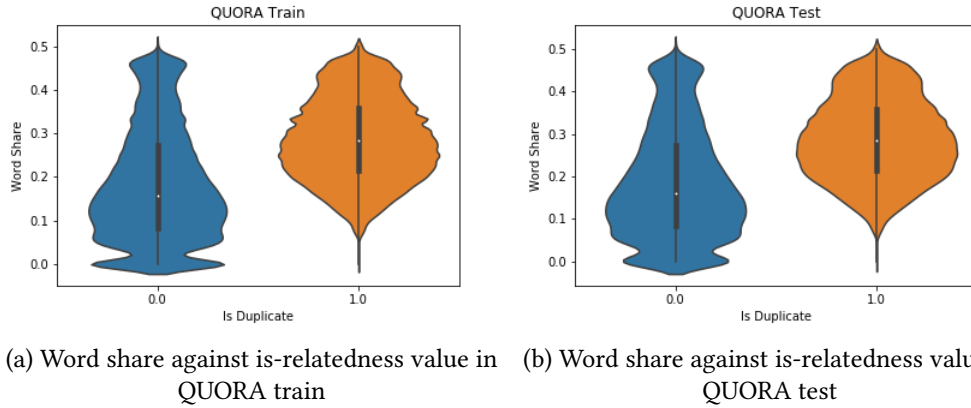 QUORA Train
0.5
0.4
0.3
0.2
0.1
0.0
Word Share
0.0 1.0
Is Duplicate
QUORA Test
0.5
0.4
0.3
0.2
0.1
0.0
Word Share
0.0 1.0
Is Duplicate
(a) Word share against is-relatedness value in
QUORA train
(b) Word share against is-relatedness valu
QUORA test